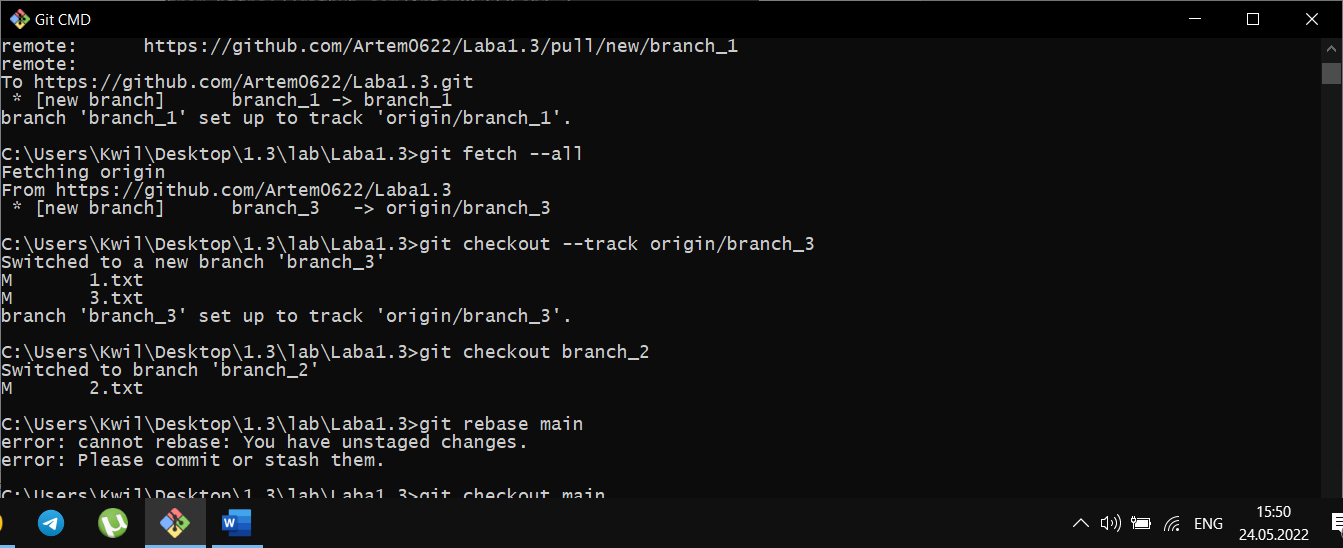 Git CMD
remote:      https://github.com/Artem0622/Laba1.3/pull/new/branch_1
remote:
To https://github.com/Artem0622/Laba1.3.git
 * [new branch]      branch_1 -> branch_1
branch 'branch_1' set up to track 'origin/branch_1'.
C:\Users\Kwil\Desktop\1.3\lab\Laba1.3>git fetch --all
Fetching origin
From https://github.com/Artem0622/Laba1.3
 * [new branch]      branch_3   -> origin/branch_3
C:\Users\Kwil\Desktop\1.3\lab\Laba1.3>git checkout --track origin/branch_3
Switched to a new branch 'branch_3'
M       1.txt
M       3.txt
branch 'branch_3' set up to track 'origin/branch_3'.
C:\Users\Kwil\Desktop\1.3\lab\Laba1.3>git checkout branch_2
Switched to branch 'branch_2'
M       2.txt
C:\Users\Kwil\Desktop\1.3\lab\Laba1.3>git rebase main
error: cannot rebase: You have unstaged changes.
error: Please commit or stash them.
C:\Users\Kwil\Desktop\1.3\lab\Laba1.3>git checkout main
W
ENG
15:50
24.05.2022